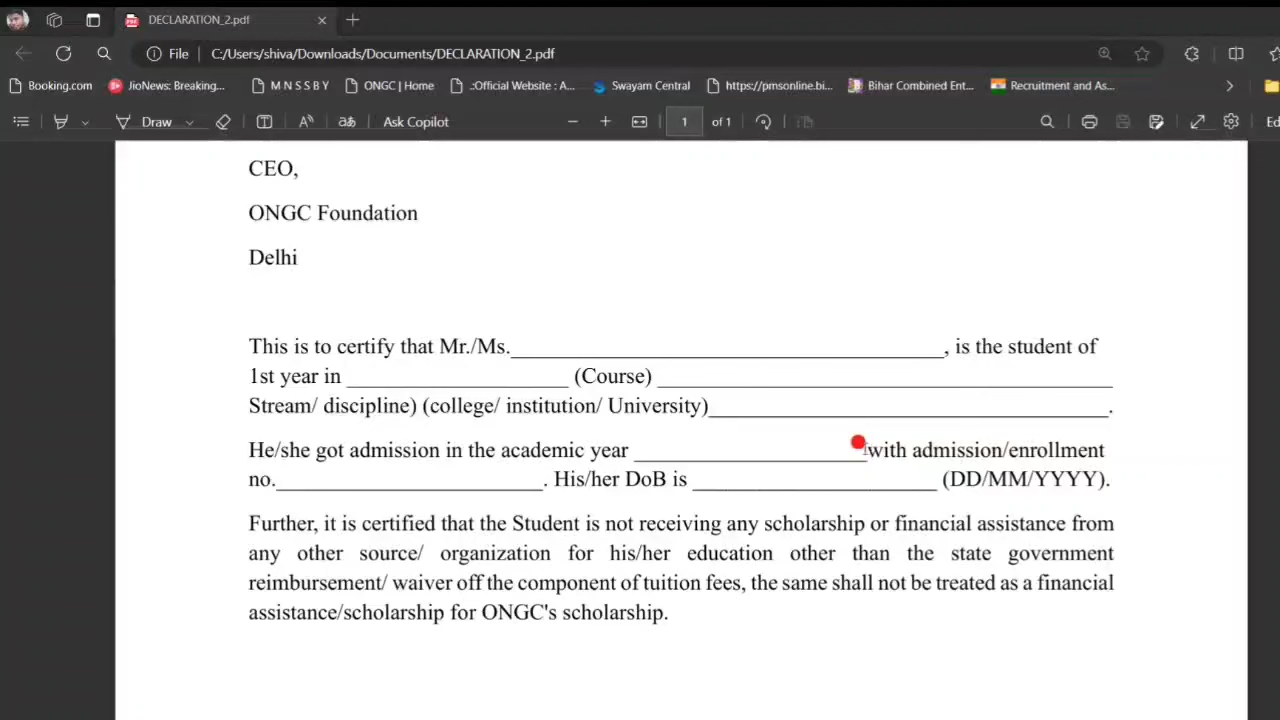 DECLARATION_2.pdf
File
C:/Users/shiva/Downloads/Documents/DECLARATION_2.pdf
Booking.com
JioNews: Breaking...
M N S S B Y
ONGC | Home
.:Official Website : A...
Swayam Central
https://pmsonline.bi...
Bihar Combined Ent...
Recruitment and As...
Draw
Ask Copilot
1
of 1
Ed
CEO,
ONGC Foundation
Delhi
This is to certify that Mr./Ms.________________________________________, is the student of
1st year in ____________________ (Course) __________________________________________
Stream/ discipline) (college/ institution/ University)_____________________________________.
He/she got admission in the academic year _____________________with admission/enrollment
no.________________________. His/her DoB is ______________________ (DD/MM/YYYY).
Further, it is certified that the Student is not receiving any scholarship or financial assistance from
any other source/ organization for his/her education other than the state government
reimbursement/ waiver off the component of tuition fees, the same shall not be treated as a financial
assistance/scholarship for ONGC's scholarship.